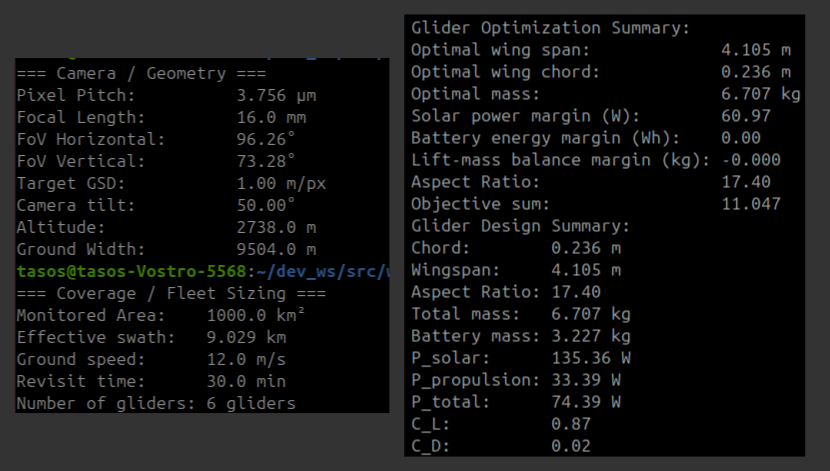 === Camera / Geometry ===
Pixel Pitch: 3.756 µm
Focal Length: 16.0 mm
FoV Horizontal: 96.26°
FoV Vertical: 73.28°
Target GSD: 1.00 m/px
Camera tilt: 50.00°
Altitude: 2738.0 m
Ground Width: 9504.0 m
tasos@tasos-Vostro-5568:~/dev_ws/src/
=== Coverage / Fleet Sizing ===
Monitored Area: 1000.0 km²
Effective swath: 9.029 km
Ground speed: 12.0 m/s
Revisit time: 30.0 min
Number of gliders: 6 gliders
Glider Optimization Summary:
Optimal wing span: 4.105 m
Optimal wing chord: 0.236 m
Optimal mass: 6.707 kg
Solar power margin (W): 60.97
Battery energy margin (Wh): 0.00
Lift-mass balance margin (kg): -0.000
Aspect Ratio: 17.40
Objective sum: 11.047
Glider Design Summary:
Chord: 0.236 m
Wingspan: 4.105 m
Aspect Ratio: 17.40
Total mass: 6.707 kg
Battery mass: 3.227 kg
P_solar: 135.36 W
P_propulsion: 33.39 W
P_total: 74.39 W
C_L: 0.87
C_D: 0.02